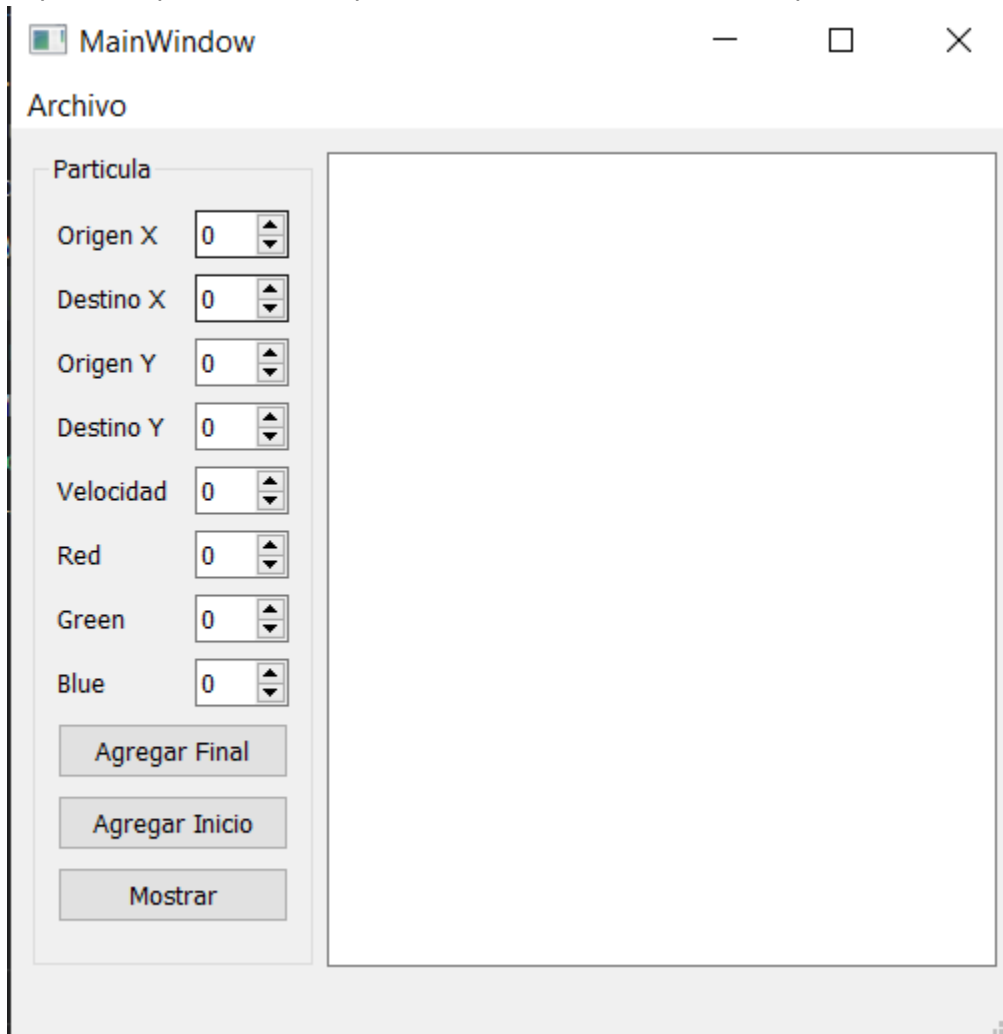 MainWindow
Archivo
Particula
Origen X 0
Destino X 0
Origen Y 0
Destino Y 0
Velocidad 0
Red 0
Green 0
Blue 0
Agregar Final
Agregar Inicio
Mostrar